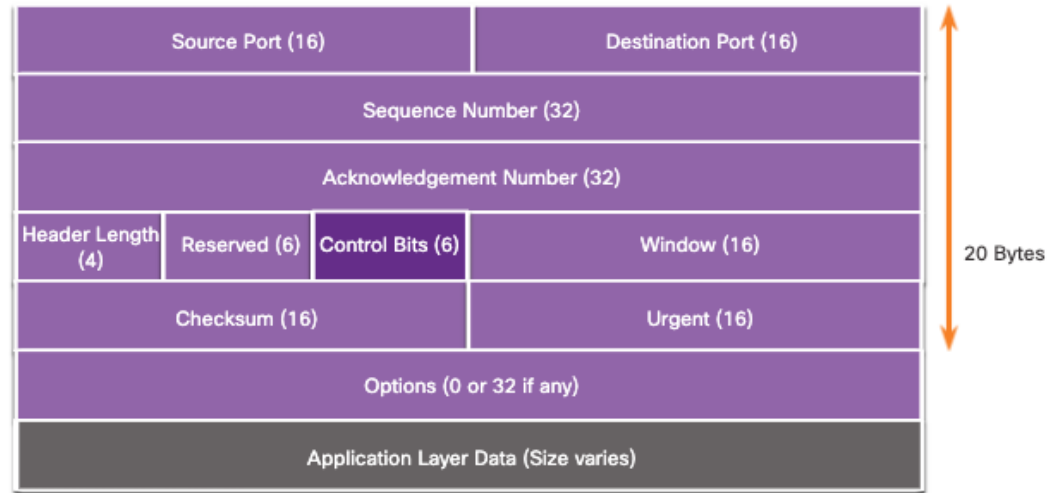 Source Port (16)
Destination Port (16)
Sequence Number (32)
Acknowledgement Number (32)
Header Length
(4)
Reserved (6)
Control Bits (6)
Window (16)
20 Bytes
Checksum (16)
Urgent (16)
Options (0 or 32 if any)
Application Layer Data (Size varies)